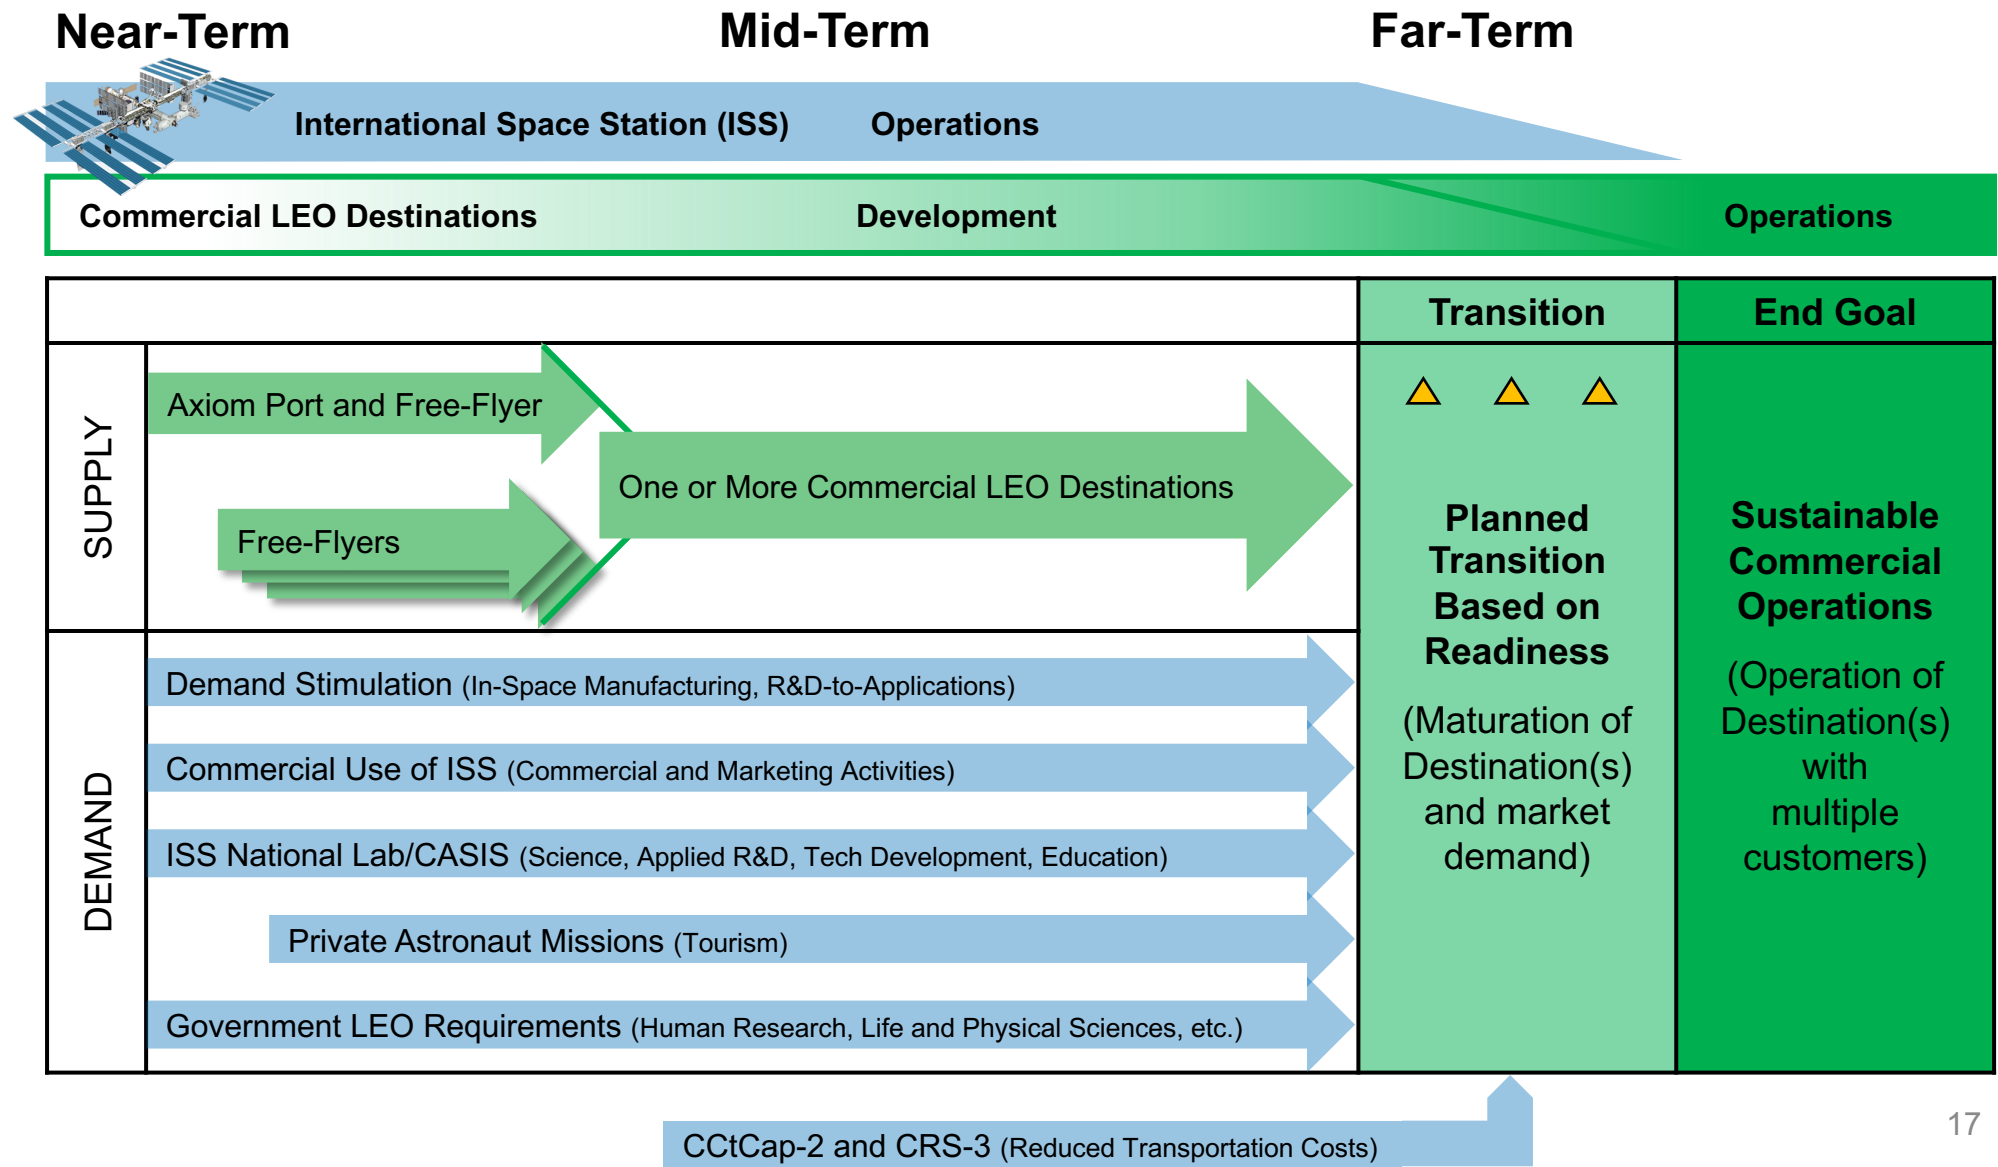 Near-Term
Mid-Term
Far-Term
International Space Station (ISS) Operations
Commercial LEO Destinations
Development
Operations
Transition
End Goal
SUPPLY
Axiom Port and Free-Flyer
Free-Flyers
One or More Commercial LEO Destinations
DEMAND
Demand Stimulation (In-Space Manufacturing, R&D-to-Applications)
Commercial Use of ISS (Commercial and Marketing Activities)
ISS National Lab/CASIS (Science, Applied R&D, Tech Development, Education)
Private Astronaut Missions (Tourism)
Government LEO Requirements (Human Research, Life and Physical Sciences, etc.)
Planned
Transition
Based on
Readiness
(Maturation of
Destination(s)
and market
demand)
Sustainable
Commercial
Operations
(Operation of
Destination(s)
with
multiple
customers)
CCtCap-2 and CRS-3 (Reduced Transportation Costs)
17